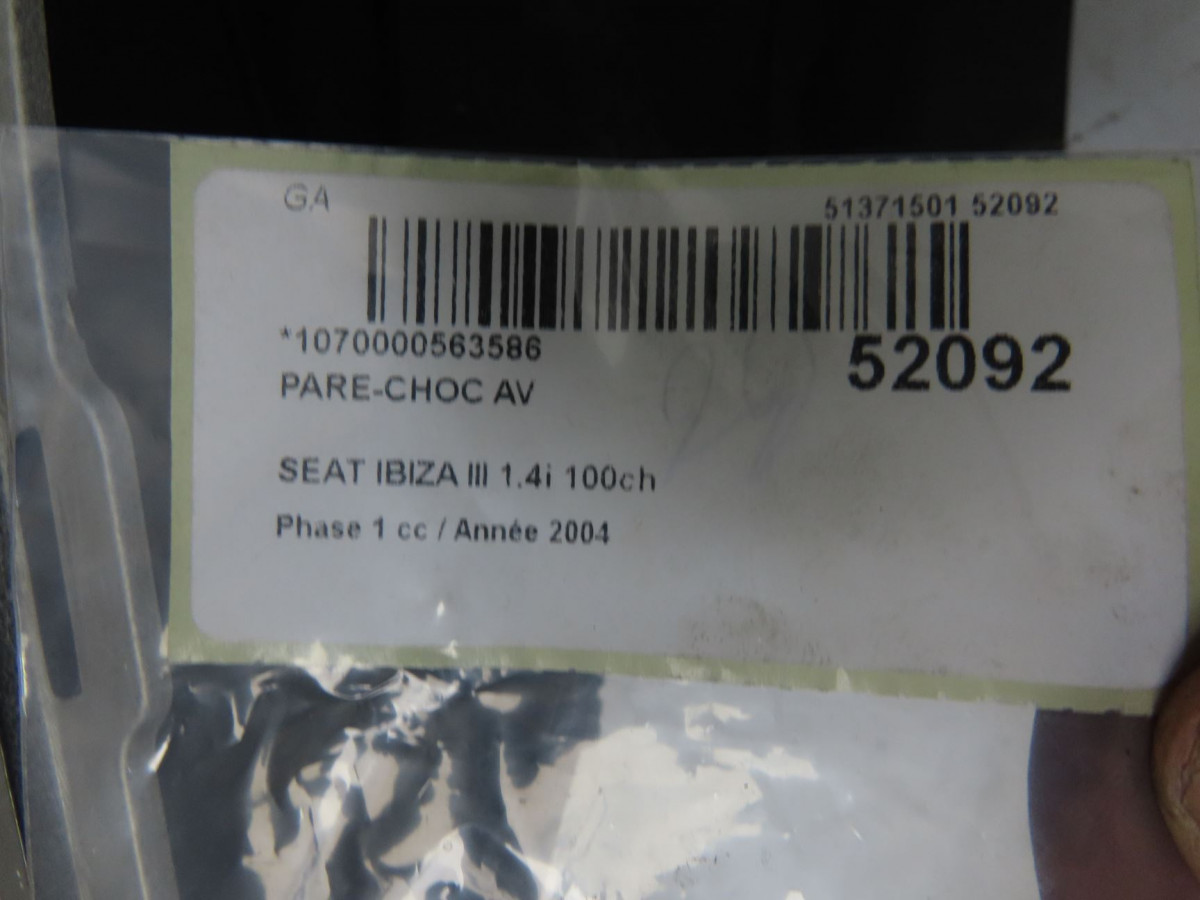 GA
51371501 52092
*1070000563586
52092
PARE-CHOC AV
SEAT IBIZA III 1.4i 100ch
Phase 1 cc / Année 2004